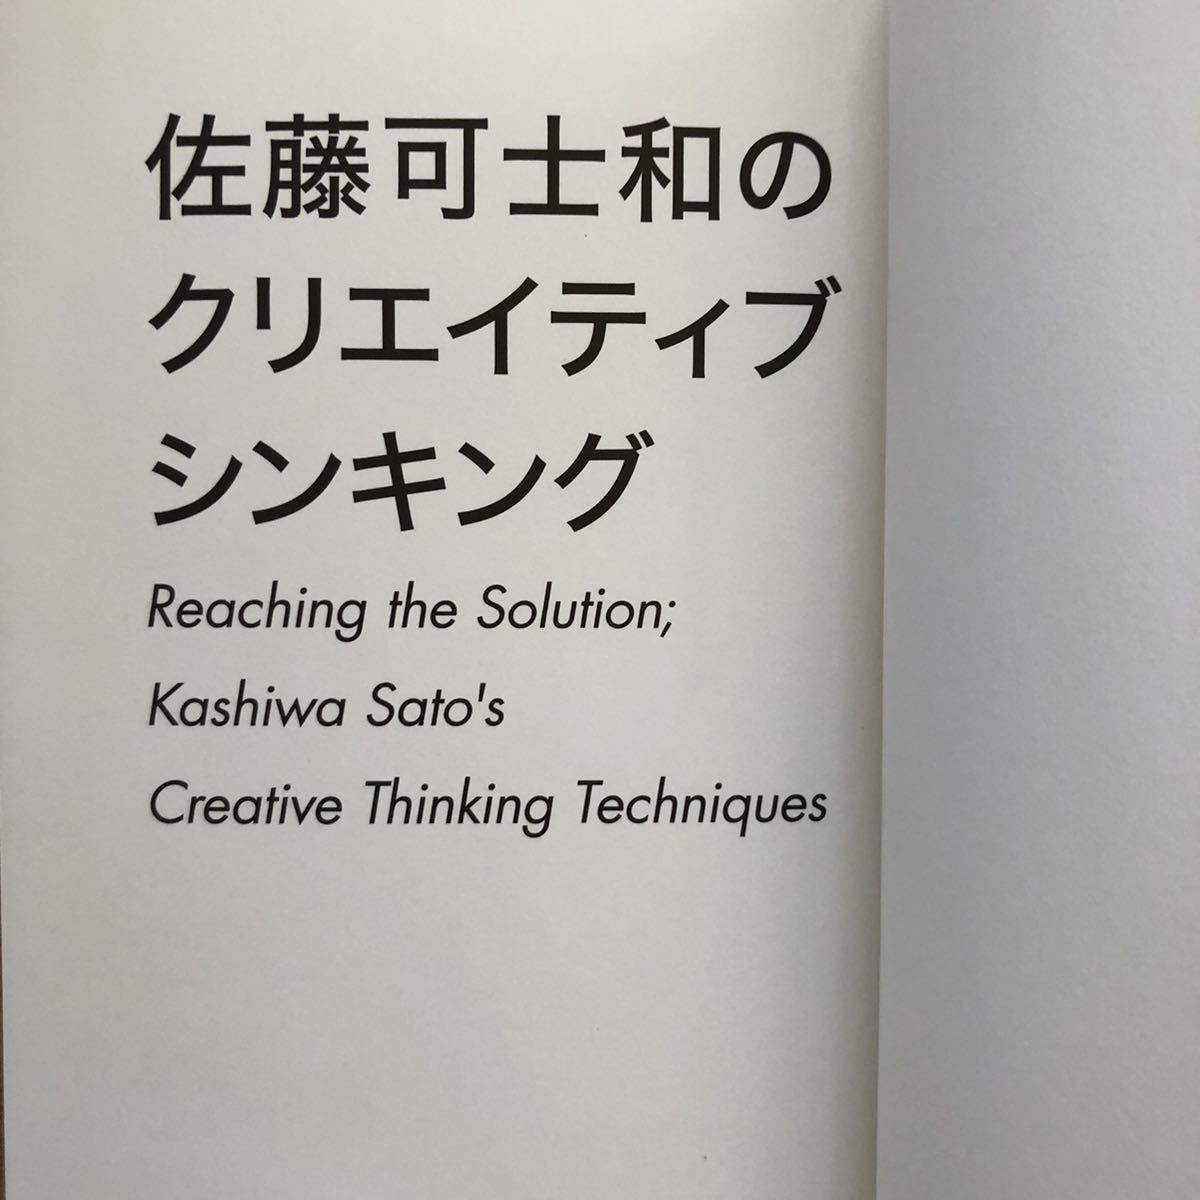 佐藤可士和の
クリエイティブ
シンキング
Reaching the Solution;
Kashiwa Sato's
Creative Thinking Techniques